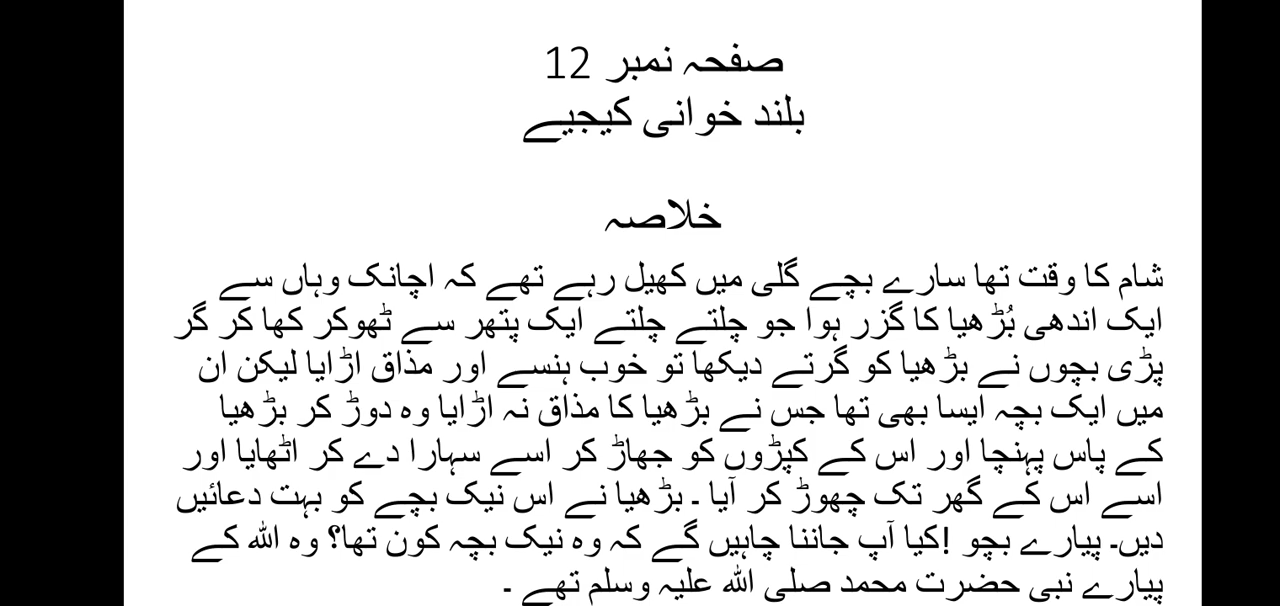 صفحہ نمبر 12
بلند خوانی کیجیے
خلاصہ
شام کا وقت تھا سارے بچے گلی میں کھیل رہے تھے کہ اچانک وہاں سے
ایک اندھی بُڑھیا کا گزر ہوا جو چلتے چلتے ایک پتھر سے ٹھوکر کھا کر گر
پڑی بچوں نے بڑھیا کو گرتے دیکھا تو خوب ہنسے اور مذاق اڑایا لیکن ان
میں ایک بچہ ایسا بھی تھا جس نے بڑھیا کا مذاق نہ اڑایا وہ دوڑ کر بڑھیا
کے پاس پہنچا اور اس کے کپڑوں کو جھاڑ کر اسے سہارا دے کر اٹھایا اور
اسے اس کے گھر تک چھوڑ کر آیا ۔ بڑھیا نے اس نیک بچے کو بہت دعائیں
دیں۔ پیارے بچو !کیا آپ جاننا چاہیں گے کہ وہ نیک بچہ کون تھا؟ وہ اللہ کے
پیارے نبی حضرت محمد صلی اللہ علیہ وسلم تھے ۔